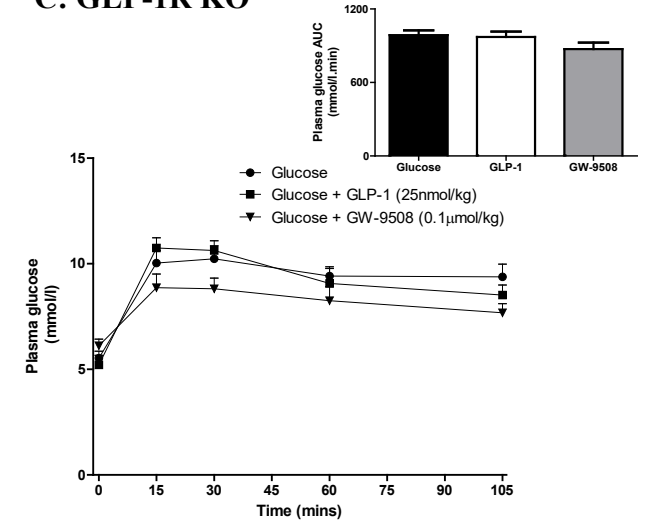 C. GLP-1R KO
1200
600
0
Plasma glucose AUC
(mmol/l.min)
Glucose GLP-1 GW-9508
Glucose
Glucose + GLP-1 (25nmol/kg)
Glucose + GW-9508 (0.1μmol/kg)
15
10
5
0
Plasma glucose
(mmol/l)
0 15 30 45 60 75 90 105
Time (mins)